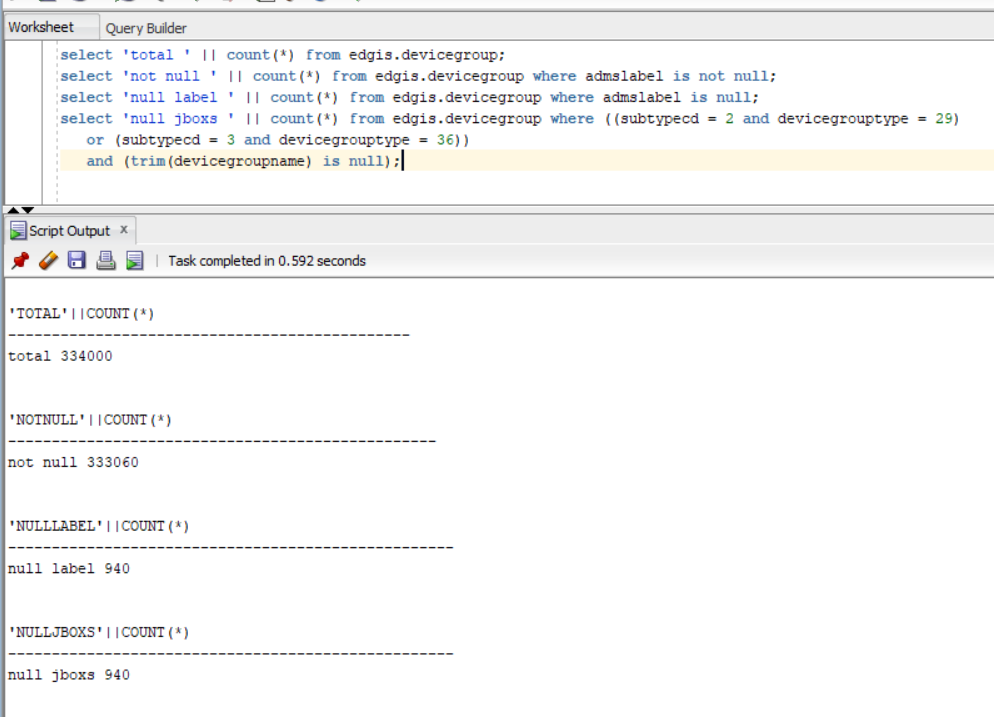 Worksheet Query Builder
select 'total ' || count(*) from edgis.devicegroup;
select 'not null ' || count(*) from edgis.devicegroup where admslabel is not null;
select 'null label ' || count(*) from edgis.devicegroup where admslabel is null;
select 'null jboxs ' || count(*) from edgis.devicegroup where ((subtypecd = 2 and devicegrouptype = 29)
or (subtypecd = 3 and devicegrouptype = 36))
and (trim(devicegroupname) is null);
Script Output x
Task completed in 0.592 seconds
'TOTAL'||COUNT(*)
----------------------------------------------
total 334000
'NOTNULL'||COUNT(*)
-------------------------------------------------
not null 333060
'NULLLABEL'||COUNT(*)
---------------------------------------------------
null label 940
'NULLJBOXS'||COUNT(*)
---------------------------------------------------
null jboxs 940